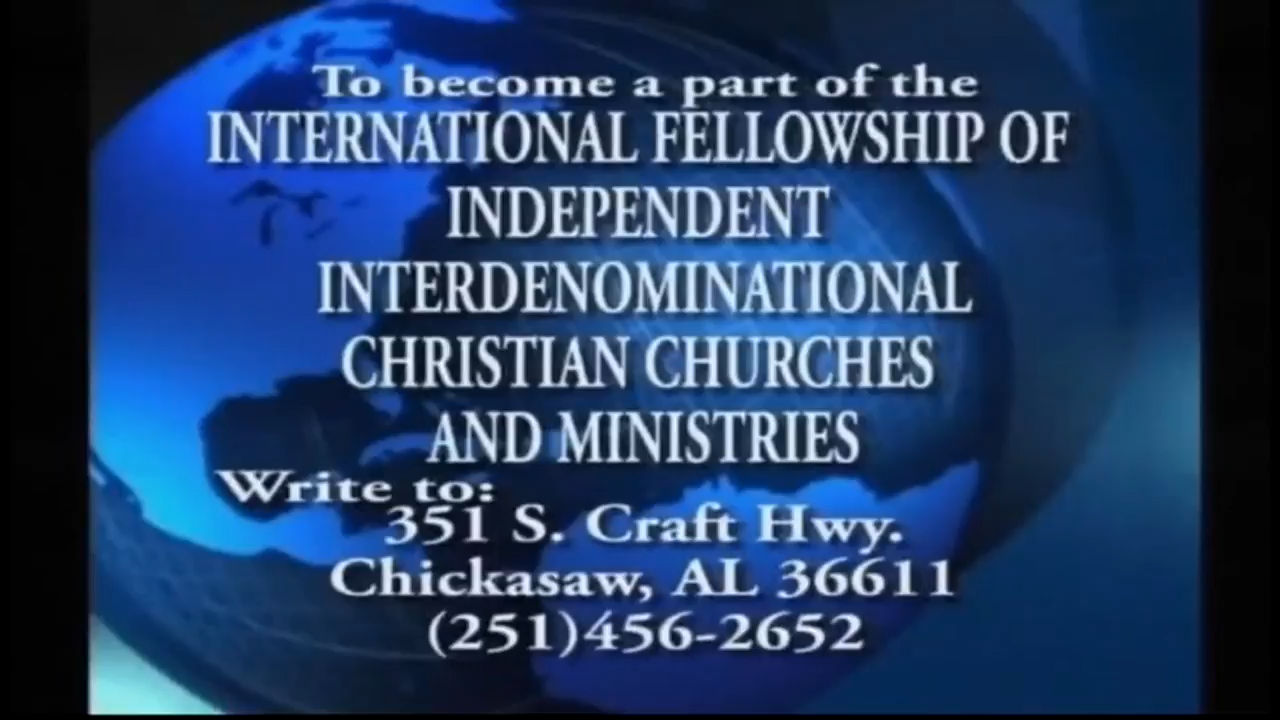 To become a part of the
INTERNATIONAL FELLOWSHIP OF
INDEPENDENT
INTERDENOMINATIONAL
CHRISTIAN CHURCHES
AND MINISTRIES
Write to:
351 S. Craft Hwy.
Chickasaw, AL 36611
(251)456-2652